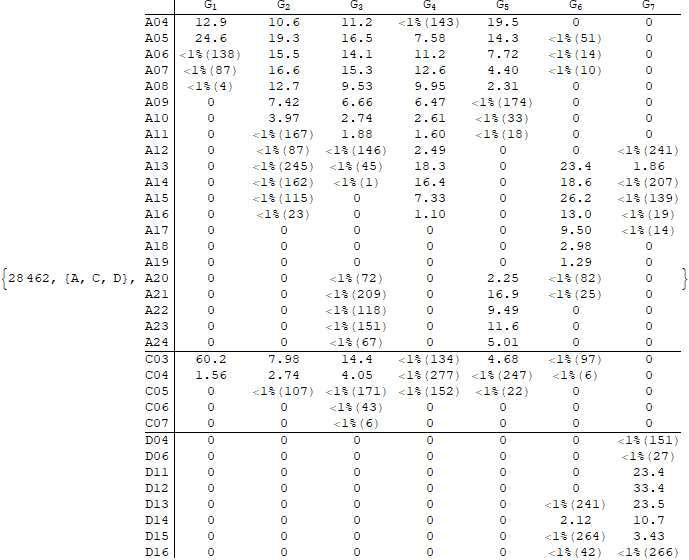 G₁ G₂ G₃ G₄ G₅ G₆ G₇
A04 12.9 10.6 11.2 <1%(143) 19.5 0 0
A05 24.6 19.3 16.5 7.58 14.3 <1%(51) 0
A06 <1%(138) 15.5 14.1 11.2 7.72 <1%(14) 0
A07 <1%(87) 16.6 15.3 12.6 4.40 <1%(10) 0
A08 <1%(4) 12.7 9.53 9.95 2.31 0 0
A09 0 7.42 6.66 6.47 <1%(174) 0 0
A10 0 3.97 2.74 2.61 <1%(33) 0 0
A11 0 <1%(167) 1.88 1.60 <1%(18) 0 0
A12 0 <1%(87) <1%(146) 2.49 0 0 <1%(241)
A13 0 <1%(245) <1%(45) 18.3 0 23.4 1.86
A14 0 <1%(162) <1%(1) 16.4 0 18.6 <1%(207)
A15 0 <1%(115) 0 7.33 0 26.2 <1%(139)
A16 0 <1%(23) 0 1.10 0 13.0 <1%(19)
A17 0 0 0 0 0 9.50 <1%(14)
A18 0 0 0 0 0 2.98 0
A19 0 0 0 0 0 1.29 0
{28 462, {A, C, D}, A20 0 0 <1%(72) 0 2.25 <1%(82) 0 }
A21 0 0 <1%(209) 0 16.9 <1%(25) 0
A22 0 0 <1%(118) 0 9.49 0 0
A23 0 0 <1%(151) 0 11.6 0 0
A24 0 0 <1%(67) 0 5.01 0 0
C03 60.2 7.98 14.4 <1%(134) 4.68 <1%(97) 0
C04 1.56 2.74 4.05 <1%(277) <1%(247) <1%(6) 0
C05 0 <1%(107) <1%(171) <1%(152) <1%(22) 0 0
C06 0 0 <1%(43) 0 0 0 0
C07 0 0 <1%(6) 0 0 0 0
D04 0 0 0 0 0 0 <1%(151)
D06 0 0 0 0 0 0 <1%(27)
D11 0 0 0 0 0 0 23.4
D12 0 0 0 0 0 0 33.4
D13 0 0 0 0 0 <1%(241) 23.5
D14 0 0 0 0 0 2.12 10.7
D15 0 0 0 0 0 <1%(264) 3.43
D16 0 0 0 0 0 <1%(42) <1%(266)